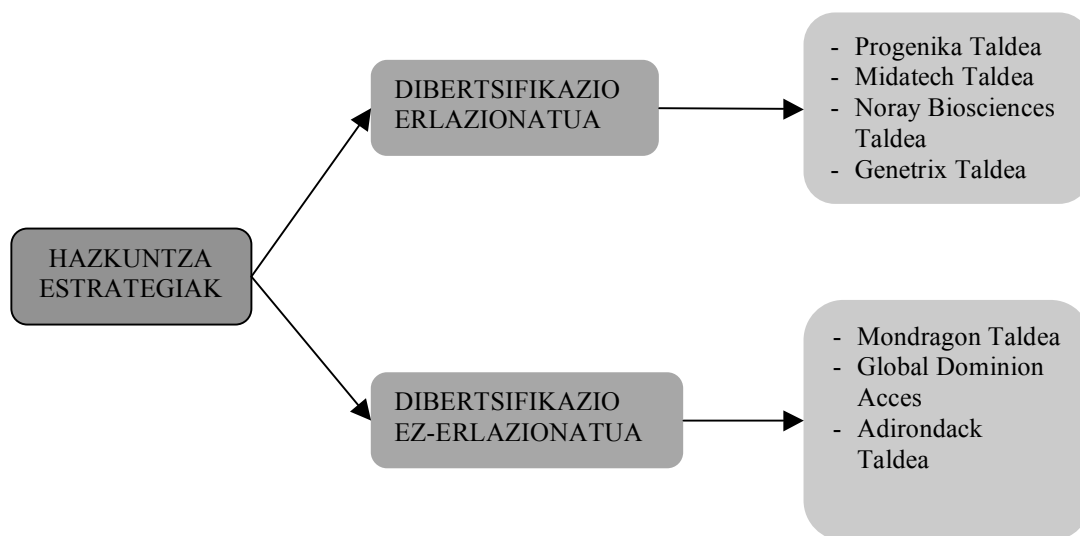 HAZKUNTZA
ESTRATEGIAK
DIBERTSIFIKAZIO
ERLAZIONATUA
- Progenika Taldea
- Midatech Taldea
- Noray Biosciences
Taldea
- Genetrix Taldea
DIBERTSIFIKAZIO
EZ-ERLAZIONATUA
- Mondragon Taldea
- Global Dominion
Acces
- Adirondack
Taldea